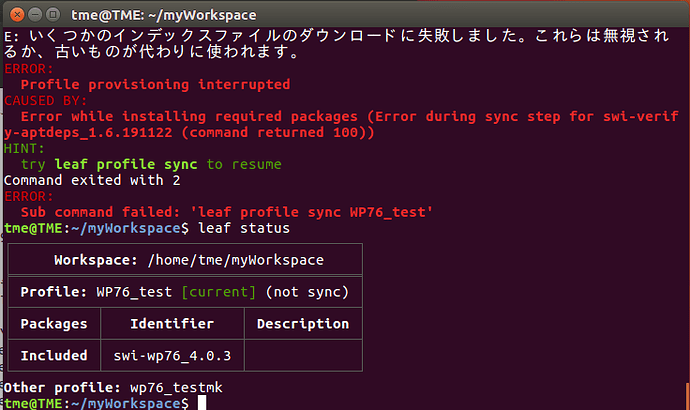 tme@TME: ~/myWorkspace
E: いくつかのインデックスファイルのダウンロードに失敗しました。これらは無視され
るか、古いものが代わりに使われます。
ERROR:
Profile provisioning interrupted
CAUSED BY:
Error while installing required packages (Error during sync step for swi-verif
y-aptdeps_1.6.191122 (command returned 100))
HINT:
try leaf profile sync to resume
Command exited with 2
ERROR:
Sub command failed: 'leaf profile sync WP76_test'
tme@TME:~/myWorkspace$ leaf status
Workspace: /home/tme/myWorkspace
Profile: WP76_test [current] (not sync)
Packages Identifier Description
Included swi-wp76_4.0.3
Other profile: wp76_testmk
tme@TME:~/myWorkspace$